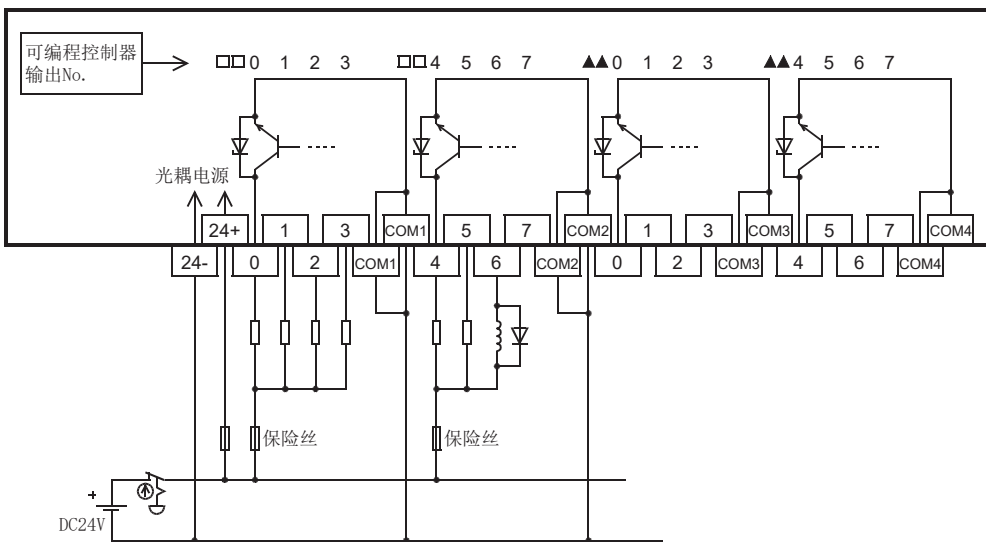 可编程控制器
输出No.
□□0 1 2 3 □□4 5 6 7 ▲▲0 1 2 3 ▲▲4 5 6 7
光耦电源
24+ 1 3 COM1 5 7 COM2 1 3 COM3 5 7 COM4
24- 0 2 COM1 4 6 COM2 0 2 COM3 4 6 COM4
保险丝 保险丝
+
DC24V